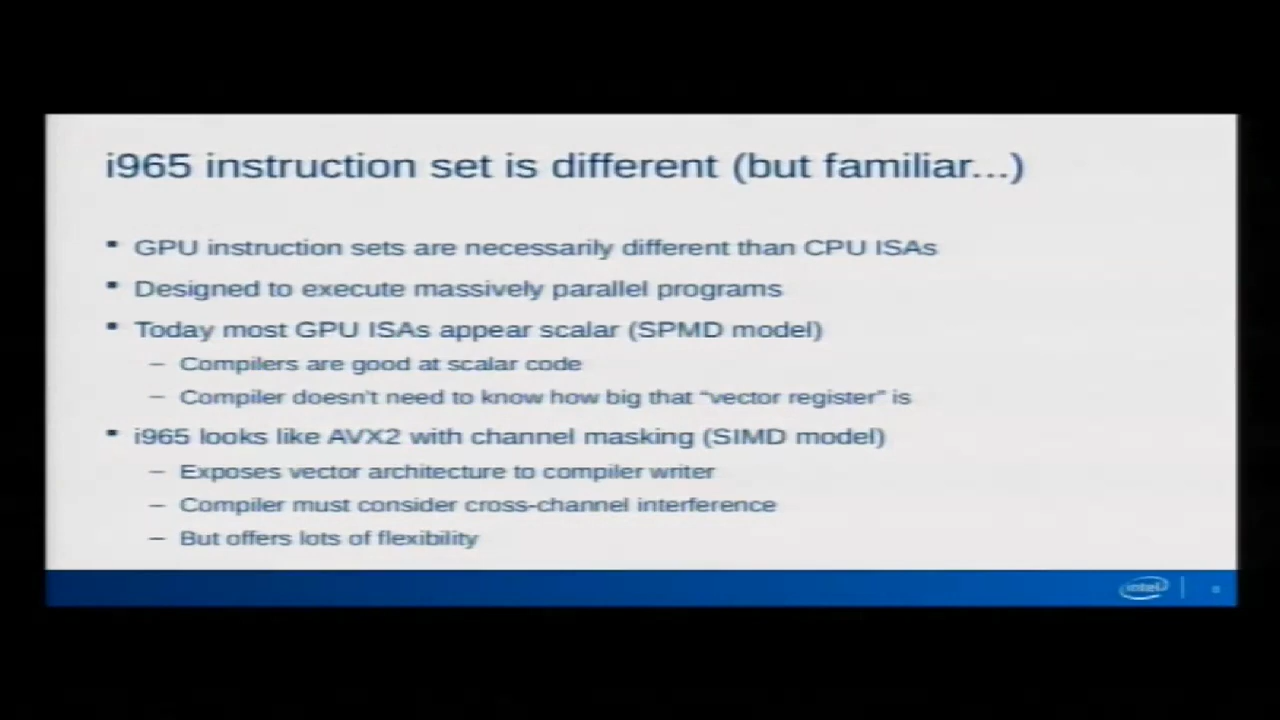 i965 instruction set is different (but familiar...)
▪ GPU instruction sets are necessarily different than CPU ISAs
▪ Designed to execute massively parallel programs
▪ Today most GPU ISAs appear scalar (SPMD model)
– Compilers are good at scalar code
– Compiler doesn't need to know how big that “vector register” is
▪ i965 looks like AVX2 with channel masking (SIMD model)
– Exposes vector architecture to compiler writer
– Compiler must consider cross-channel interference
– But offers lots of flexibility
intel